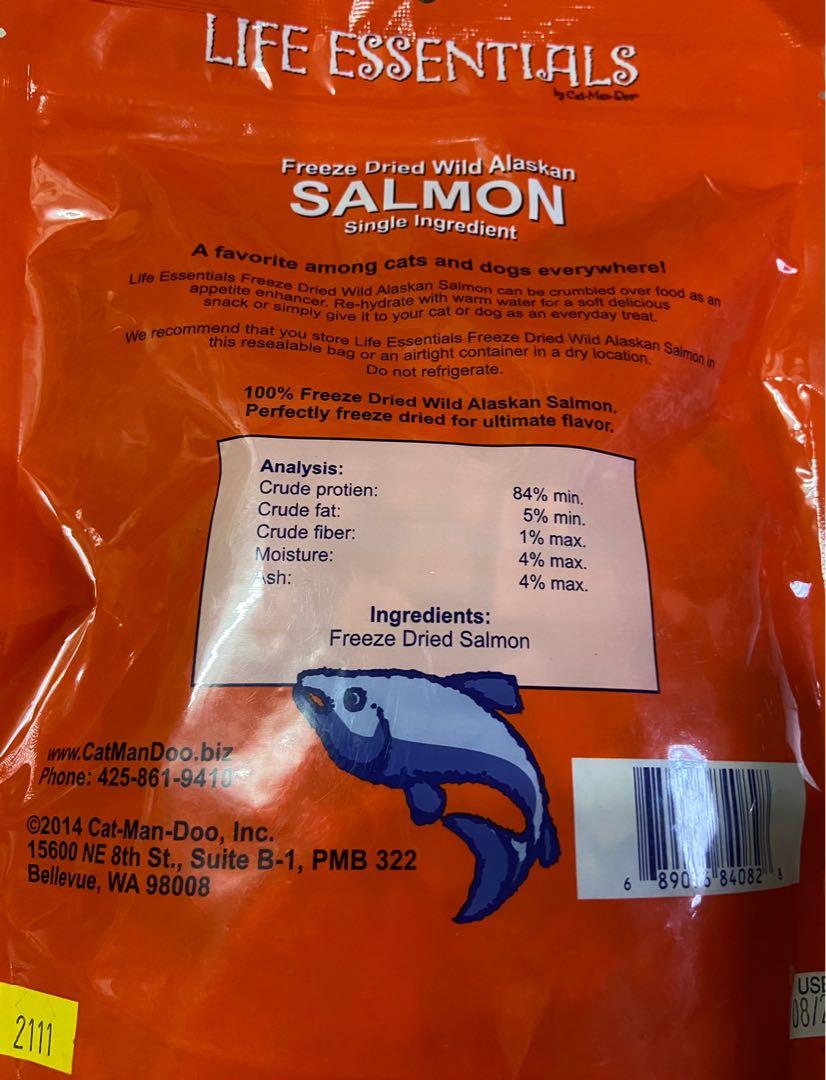 LIFE ESSENTIALS
by Cat-Man-Doo
Freeze Dried Wild Alaskan
SALMON
Single Ingredient
A favorite among cats and dogs everywhere!
Life Essentials Freeze Dried Wild Alaskan Salmon can be crumbled over food as an
appetite enhancer. Re-hydrate with warm water for a soft delicious
snack or simply give it to your cat or dog as an everyday treat.
We recommend that you store Life Essentials Freeze Dried Wild Alaskan Salmon in
this resealable bag or an airtight container in a dry location.
Do not refrigerate.
100% Freeze Dried Wild Alaskan Salmon.
Perfectly freeze dried for ultimate flavor.
Analysis:
Crude protien: 84% min.
Crude fat: 5% min.
Crude fiber: 1% max.
Moisture: 4% max.
Ash: 4% max.
Ingredients:
Freeze Dried Salmon
www.CatManDoo.biz
Phone: 425-861-9410
©2014 Cat-Man-Doo, Inc.
15600 NE 8th St., Suite B-1, PMB 322
Bellevue, WA 98008
6 84082 8
USE
2111